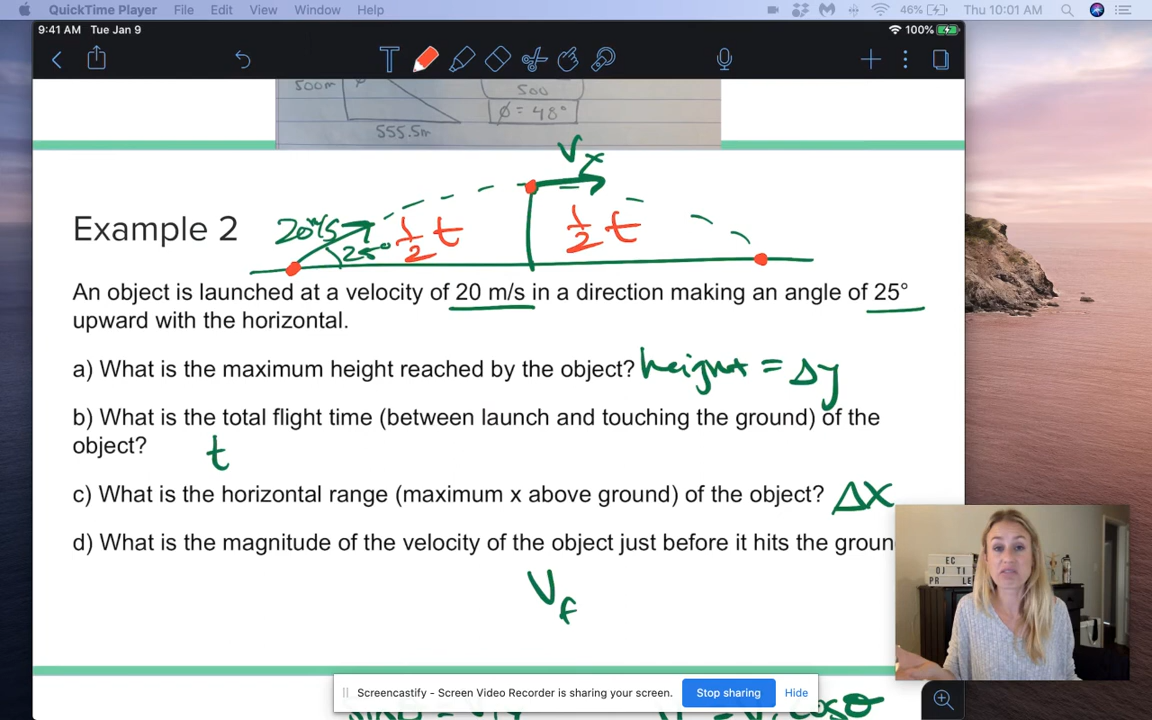 QuickTime Player File Edit View Window Help 46% Thu 10:01 AM
9:41 AM Tue Jan 9 100%
T
500m
500
φ = 48°
555.5m
Vx
Example 2
20m/s
25°
1/2 t
1/2 t
An object is launched at a velocity of 20 m/s in a direction making an angle of 25°
upward with the horizontal.
a) What is the maximum height reached by the object? height = Δy
b) What is the total flight time (between launch and touching the ground) of the
object? t
c) What is the horizontal range (maximum x above ground) of the object? Δx
d) What is the magnitude of the velocity of the object just before it hits the groun
Vf
EC
OJ TI
PR LE
Screencastify - Screen Video Recorder is sharing your screen. Stop sharing Hide
cosθ